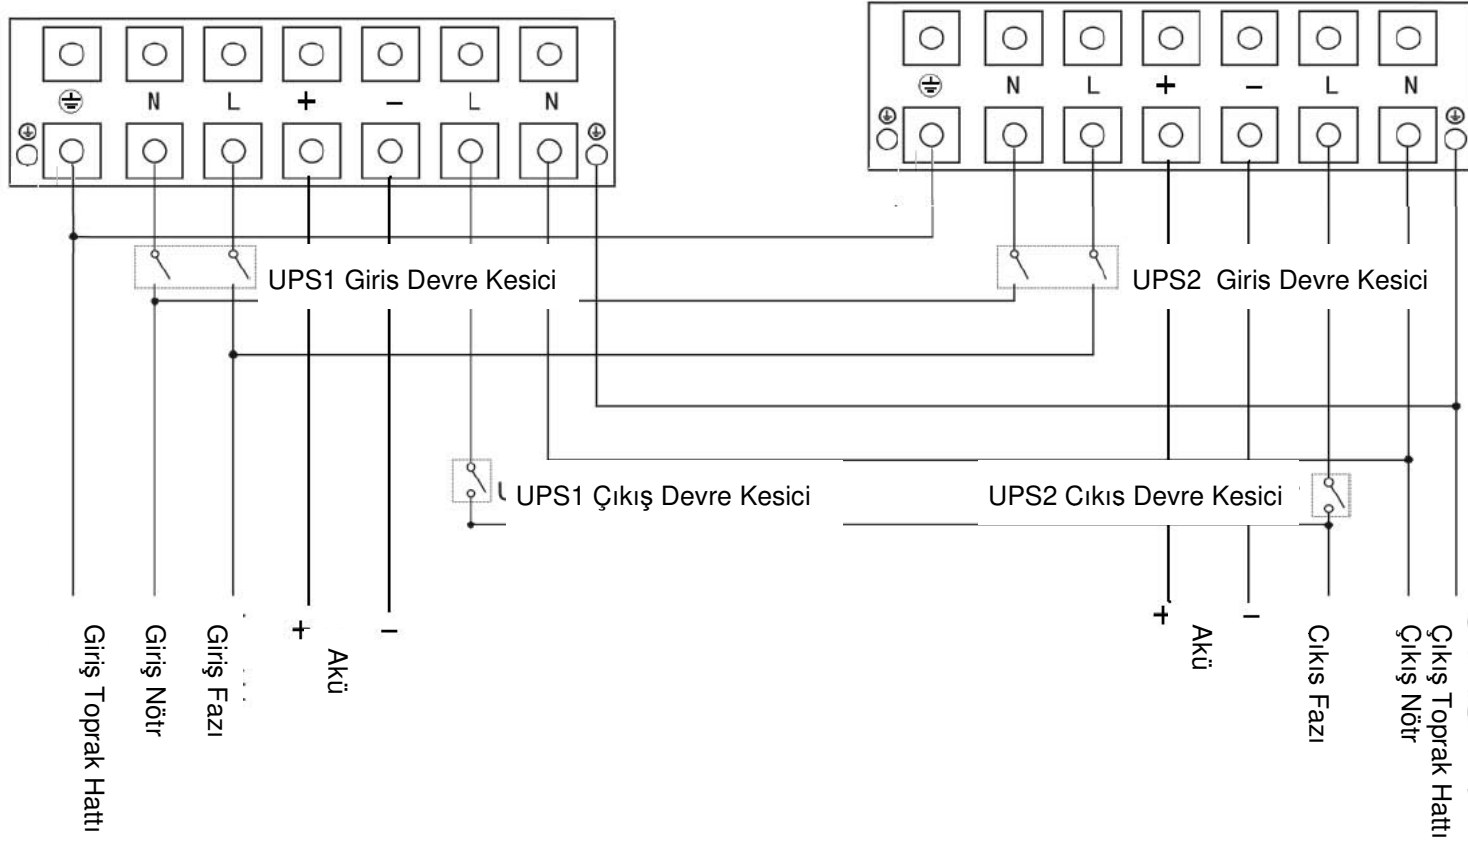 N L + − L N
N L + − L N
UPS1 Giris Devre Kesici
UPS2 Giris Devre Kesici
UPS1 Çıkış Devre Kesici
UPS2 Cıkıs Devre Kesici
Giriş Toprak Hattı
Giriş Nötr
Giriş Fazı
+ −
Akü
+ −
Akü
Cıkıs Fazı
Çıkış Nötr
Çıkış Toprak Hattı